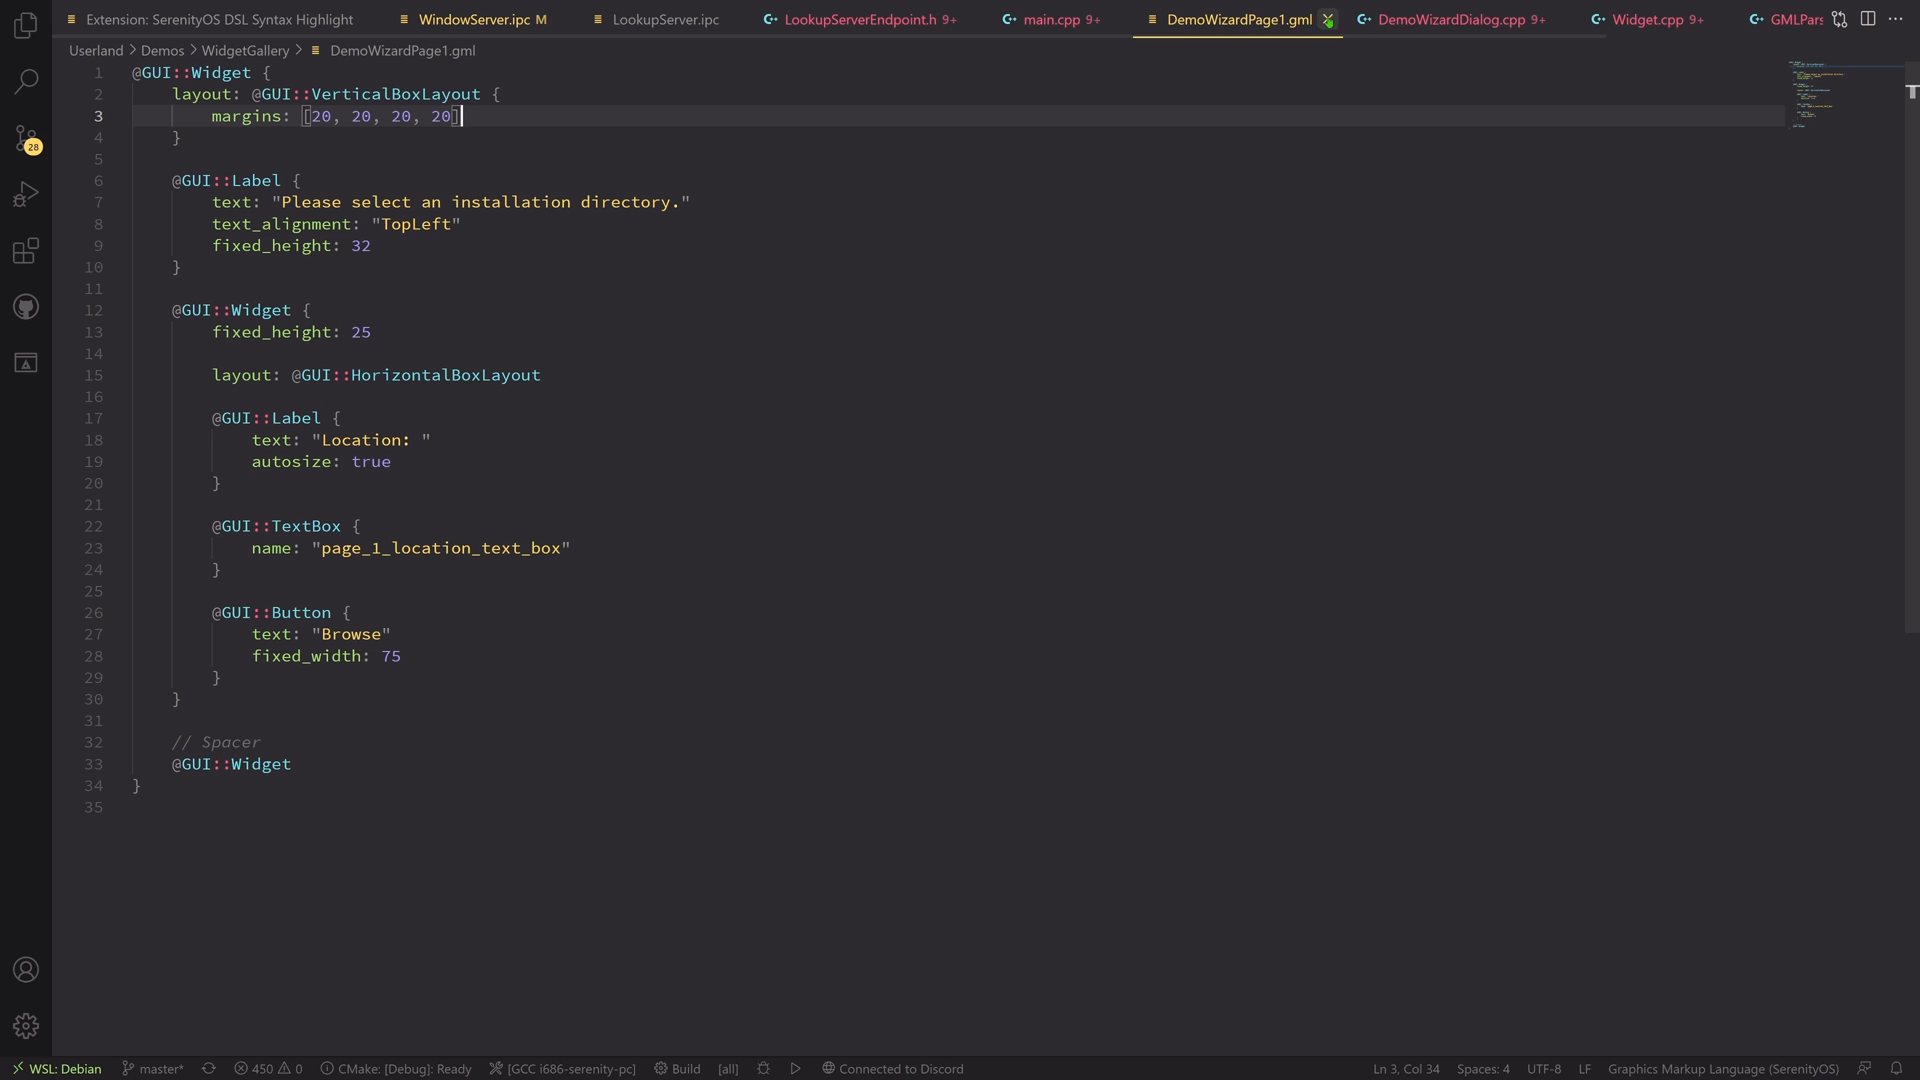 Extension: SerenityOS DSL Syntax Highlight
WindowServer.ipc M
LookupServer.ipc
LookupServerEndpoint.h 9+
main.cpp 9+
DemoWizardPage1.gml
DemoWizardDialog.cpp 9+
Widget.cpp 9+
GMLPars
Userland > Demos > WidgetGallery > DemoWizardPage1.gml
28
1 @GUI::Widget {
2     layout: @GUI::VerticalBoxLayout {
3         margins: [20, 20, 20, 20]
4     }
5
6     @GUI::Label {
7         text: "Please select an installation directory."
8         text_alignment: "TopLeft"
9         fixed_height: 32
10     }
11
12     @GUI::Widget {
13         fixed_height: 25
14
15         layout: @GUI::HorizontalBoxLayout
16
17         @GUI::Label {
18             text: "Location: "
19             autosize: true
20         }
21
22         @GUI::TextBox {
23             name: "page_1_location_text_box"
24         }
25
26         @GUI::Button {
27             text: "Browse"
28             fixed_width: 75
29         }
30     }
31
32     // Spacer
33     @GUI::Widget
34 }
35
WSL: Debian master* 450 0 CMake: [Debug]: Ready [GCC i686-serenity-pc] Build [all] Connected to Discord Ln 3, Col 34 Spaces: 4 UTF-8 LF Graphics Markup Language (SerenityOS)